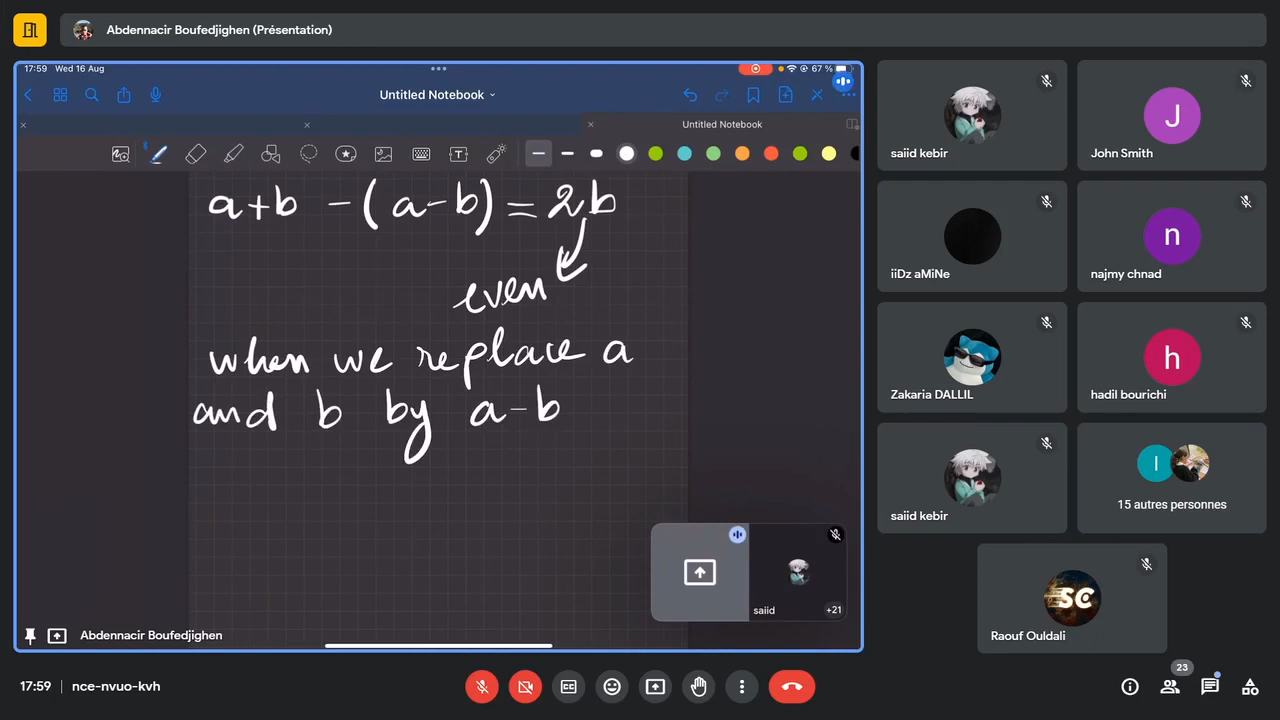 Abdennacir Boufedjighen (Présentation)
17:59 Wed 16 Aug
67 %
Untitled Notebook
Untitled Notebook
a+b -(a-b)=2b
even
when we replace a
and b by a-b
saiid
+21
Abdennacir Boufedjighen
saiid kebir
John Smith
iiDz aMiNe
najmy chnad
Zakaria DALLIL
hadil bourichi
saiid kebir
15 autres personnes
Raouf Ouldali
17:59 nce-nvuo-kvh
23
J
n
h
I
SC